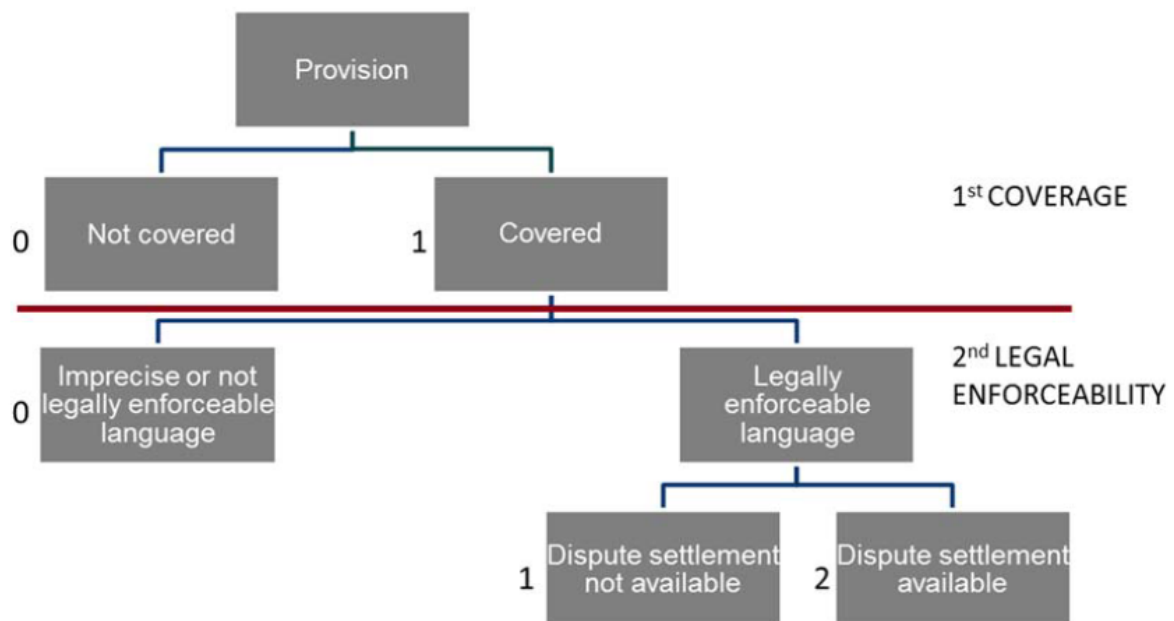 Provision
0
Not covered
1
Covered
1st COVERAGE
0
Imprecise or not
legally enforceable
language
Legally
enforceable
language
2nd LEGAL
ENFORCEABILITY
1
Dispute settlement
not available
2
Dispute settlement
available